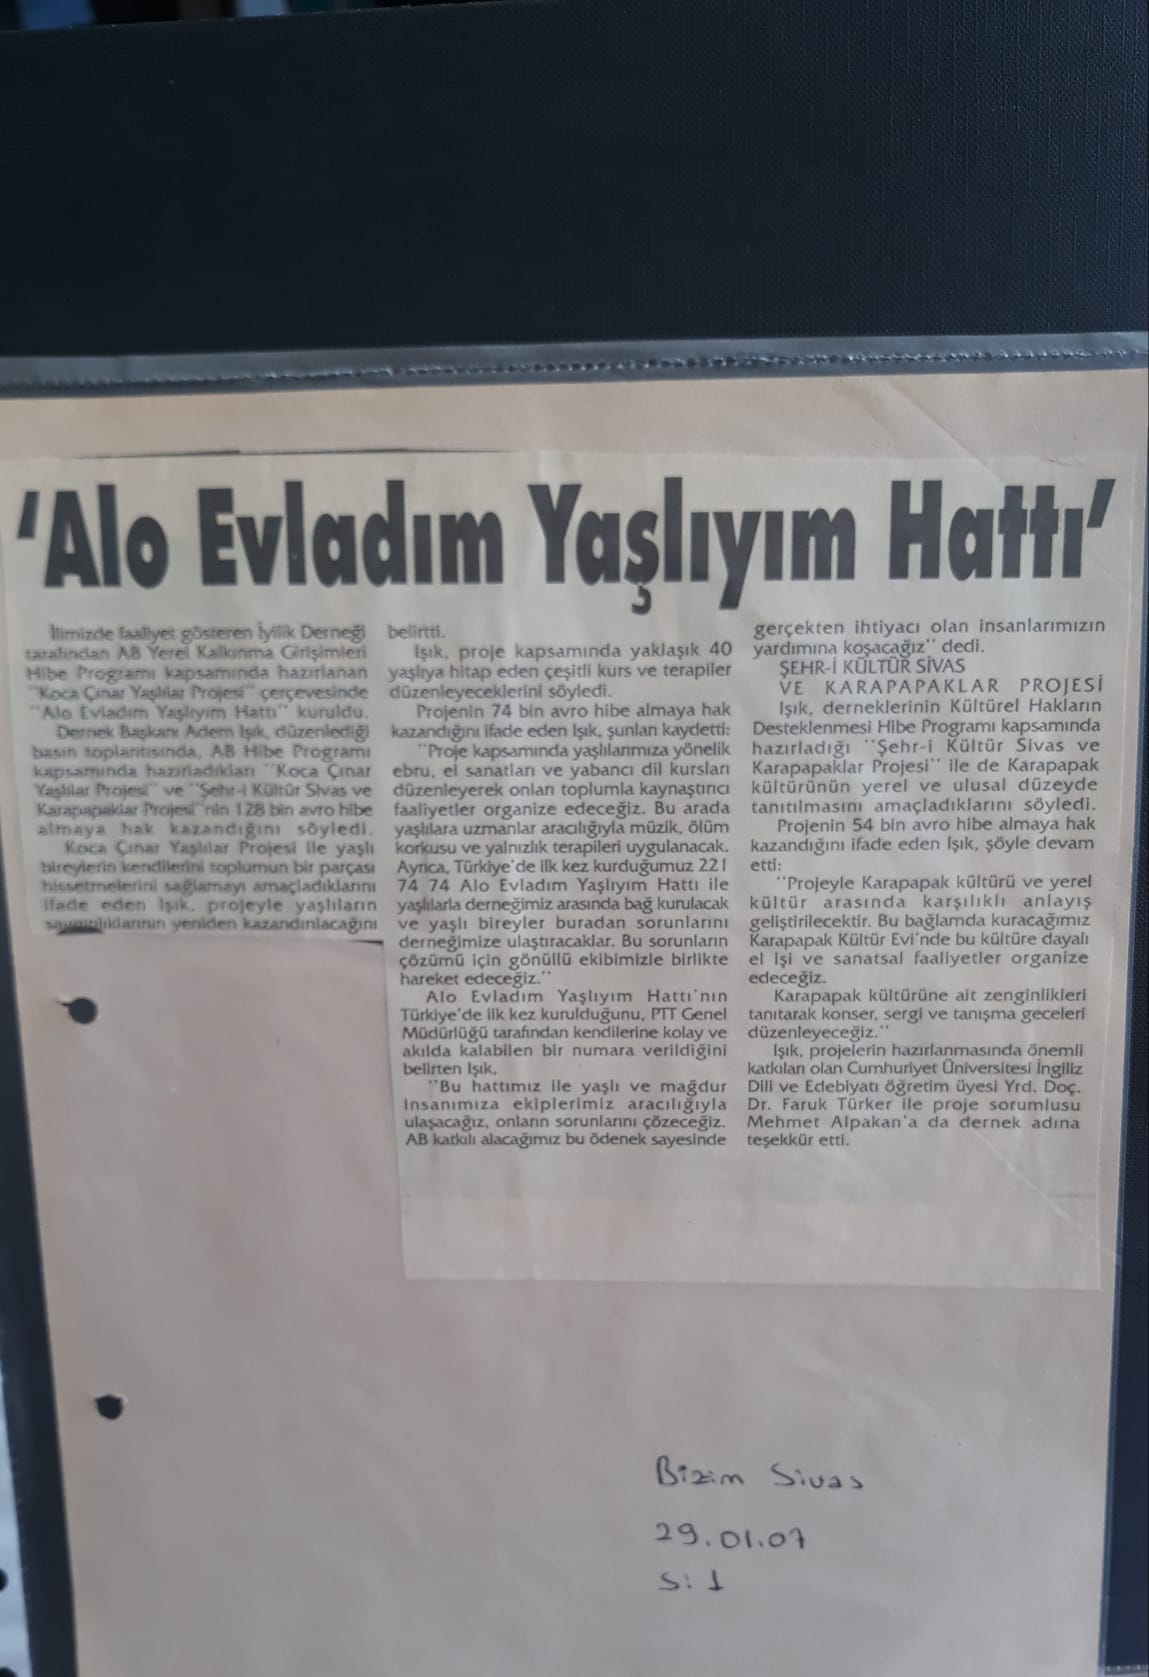 'Alo Evladım Yaşlıyım Hattı'
İlimizde faaliyet gösteren İyilik Derneği
tarafından AB Yerel Kalkınma Girişimleri
Hibe Programı kapsamında hazırlanan
"Koca Çınar Yaşlılar Projesi" çerçevesinde
"Alo Evladım Yaşlıyım Hattı" kuruldu.
Dernek Başkanı Adem Işık, düzenlediği
basın toplantısında, AB Hibe Programı
kapsamında hazırladıkları "Koca Çınar
Yaşlılar Projesi" ve "Şehr-i Kültür Sivas ve
Karapapaklar Projesi"nin 128 bin avro hibe
almaya hak kazandığını söyledi.
Koca Çınar Yaşlılar Projesi ile yaşlı
bireylerin kendilerini toplumun bir parçası
hissetmelerini sağlamayı amaçladıklarını
ifade eden Işık, projeyle yaşlıların
saygınlıklarının yeniden kazandırılacağını
belirtti.
Işık, proje kapsamında yaklaşık 40
yaşlıya hitap eden çeşitli kurs ve terapiler
düzenleyeceklerini söyledi.
Projenin 74 bin avro hibe almaya hak
kazandığını ifade eden Işık, şunları kaydetti:
"Proje kapsamında yaşlılarımıza yönelik
ebru, el sanatları ve yabancı dil kursları
düzenleyerek onları toplumla kaynaştırıcı
faaliyetler organize edeceğiz. Bu arada
yaşlılara uzmanlar aracılığıyla müzik, ölüm
korkusu ve yalnızlık terapileri uygulanacak.
Ayrıca, Türkiye'de ilk kez kurduğumuz 221
74 74 Alo Evladım Yaşlıyım Hattı ile
yaşlılarla derneğimiz arasında bağ kurulacak
ve yaşlı bireyler buradan sorunlarını
derneğimize ulaştıracaklar. Bu sorunların
çözümü için gönüllü ekibimizle birlikte
hareket edeceğiz."
Alo Evladım Yaşlıyım Hattı'nın
Türkiye'de ilk kez kurulduğunu, PTT Genel
Müdürlüğü tarafından kendilerine kolay ve
akılda kalabilen bir numara verildiğini
belirten Işık,
"Bu hattımız ile yaşlı ve mağdur
insanımıza ekiplerimiz aracılığıyla
ulaşacağız, onların sorunlarını çözeceğiz.
AB katkılı alacağımız bu ödenek sayesinde
gerçekten ihtiyacı olan insanlarımızın
yardımına koşacağız" dedi.
ŞEHR-İ KÜLTÜR SİVAS
VE KARAPAPAKLAR PROJESİ
Işık, derneklerinin Kültürel Hakların
Desteklenmesi Hibe Programı kapsamında
hazırladığı "Şehr-i Kültür Sivas ve
Karapapaklar Projesi" ile de Karapapak
kültürünün yerel ve ulusal düzeyde
tanıtılmasını amaçladıklarını söyledi.
Projenin 54 bin avro hibe almaya hak
kazandığını ifade eden Işık, şöyle devam
etti:
"Projeyle Karapapak kültürü ve yerel
kültür arasında karşılıklı anlayış
geliştirilecektir. Bu bağlamda kuracağımız
Karapapak Kültür Evi'nde bu kültüre dayalı
el işi ve sanatsal faaliyetler organize
edeceğiz.
Karapapak kültürüne ait zenginlikleri
tanıtarak konser, sergi ve tanışma geceleri
düzenleyeceğiz."
Işık, projelerin hazırlanmasında önemli
katkıları olan Cumhuriyet Üniversitesi İngiliz
Dili ve Edebiyatı öğretim üyesi Yrd. Doç.
Dr. Faruk Türker ile proje sorumlusu
Mehmet Alpakan'a da dernek adına
teşekkür etti.
Bizim Sivas
29.01.07
S: 1